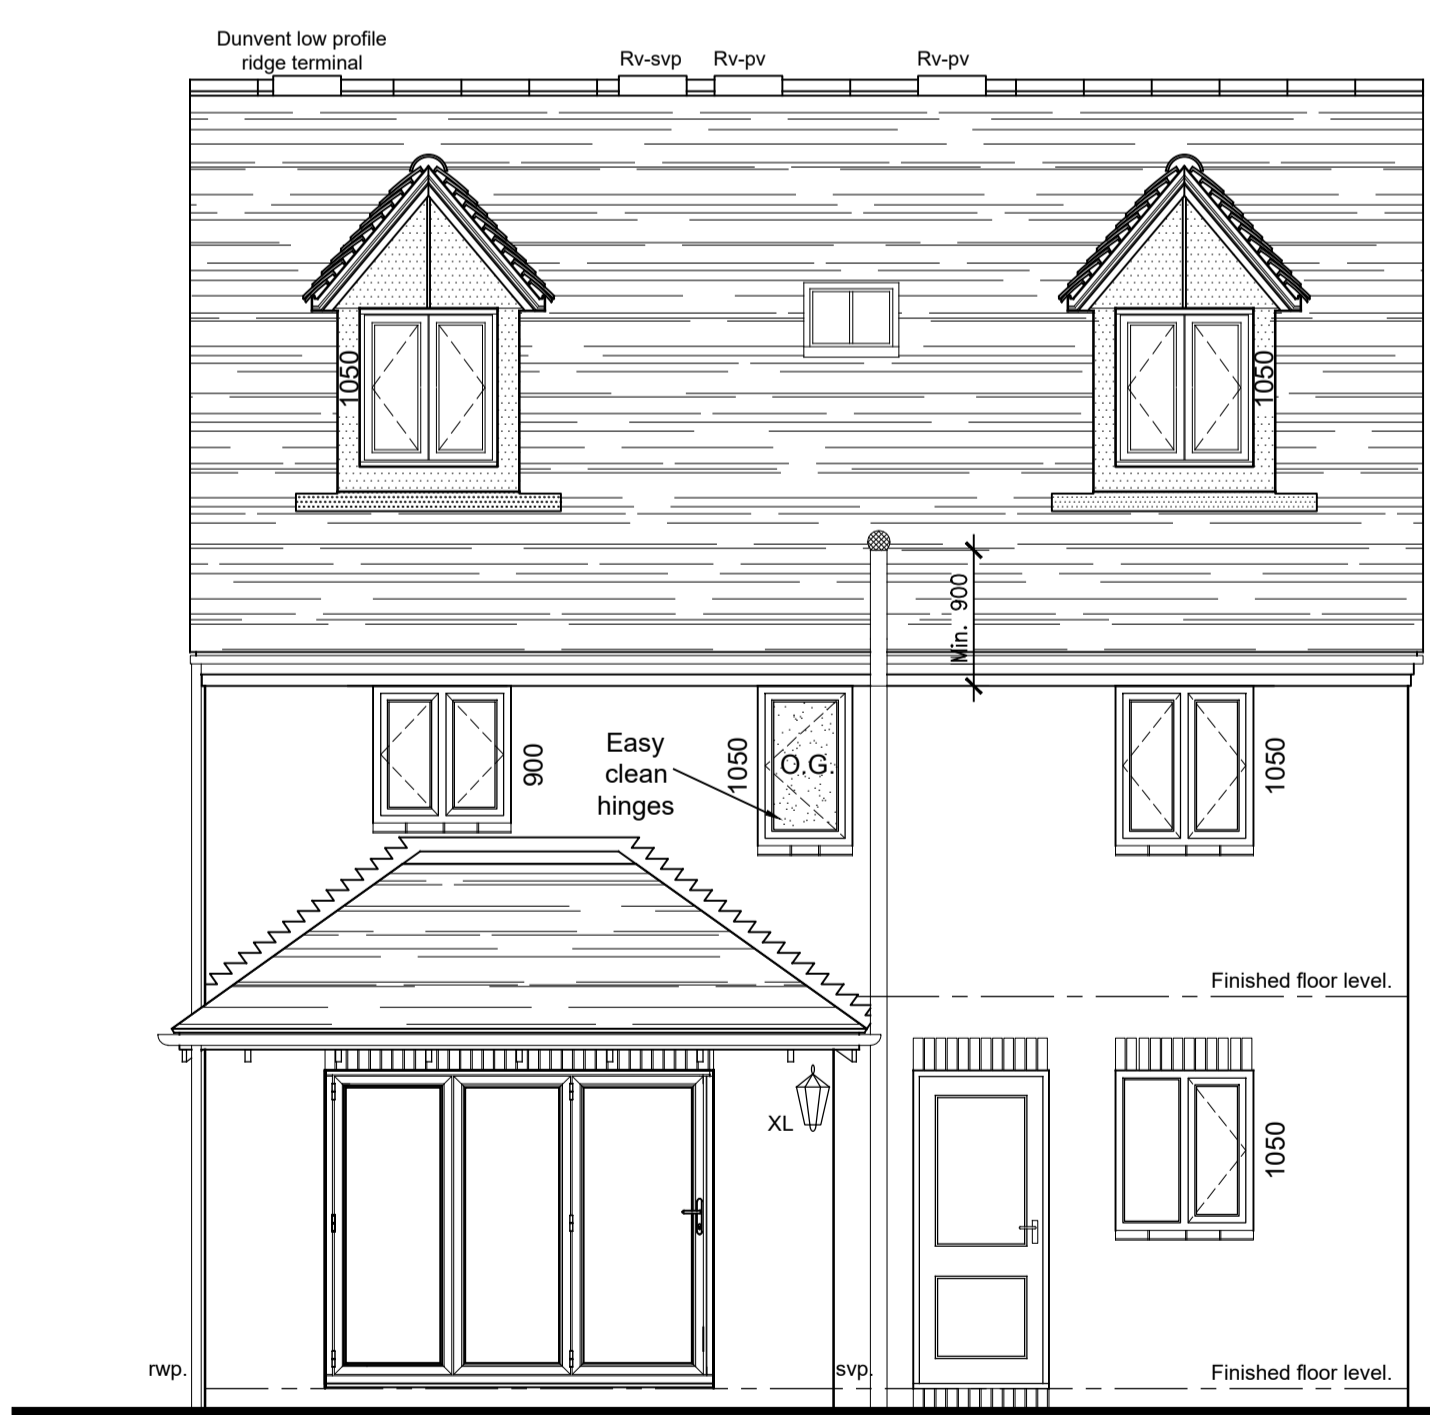 Dunvent low profile
ridge terminal
Rv-svp
Rv-pv
Rv-pv
1050
1050
Min. 900
900
Easy
clean
hinges
1050
O.G.
1050
Finished floor level.
XL
1050
rwp.
svp.
Finished floor level.